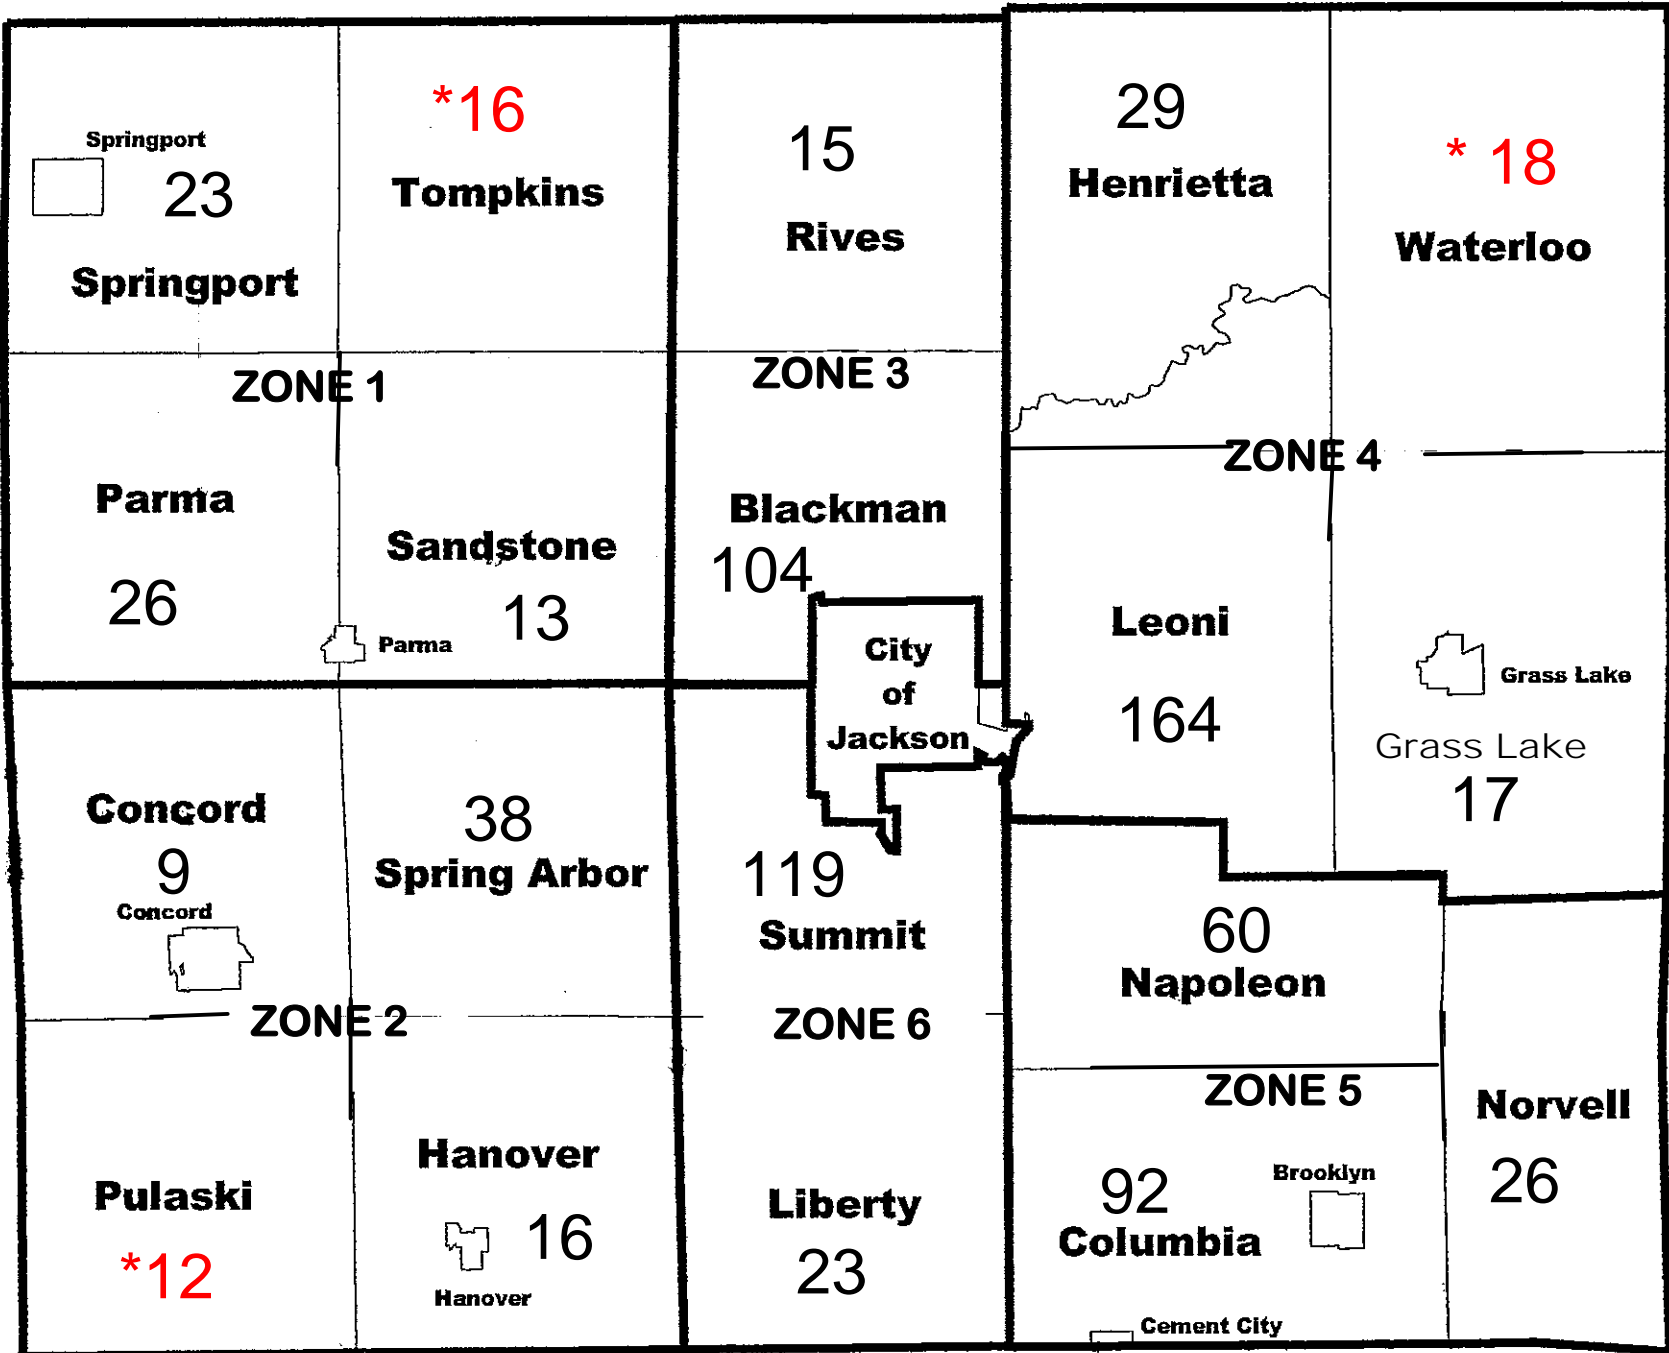 Springport
23
Springport
*16
Tompkins
15
Rives
29
Henrietta
* 18
Waterloo
ZONE 1
ZONE 3
ZONE 4
Parma
26
Sandstone
13
Parma
Blackman
104
City
of
Jackson
Leoni
164
Grass Lake
Grass Lake
17
Concord
9
Concord
38
Spring Arbor
119
Summit
60
Napoleon
ZONE 2
ZONE 6
ZONE 5
Pulaski
*12
Hanover
16
Hanover
Liberty
23
92
Columbia
Brooklyn
Cement City
Norvell
26